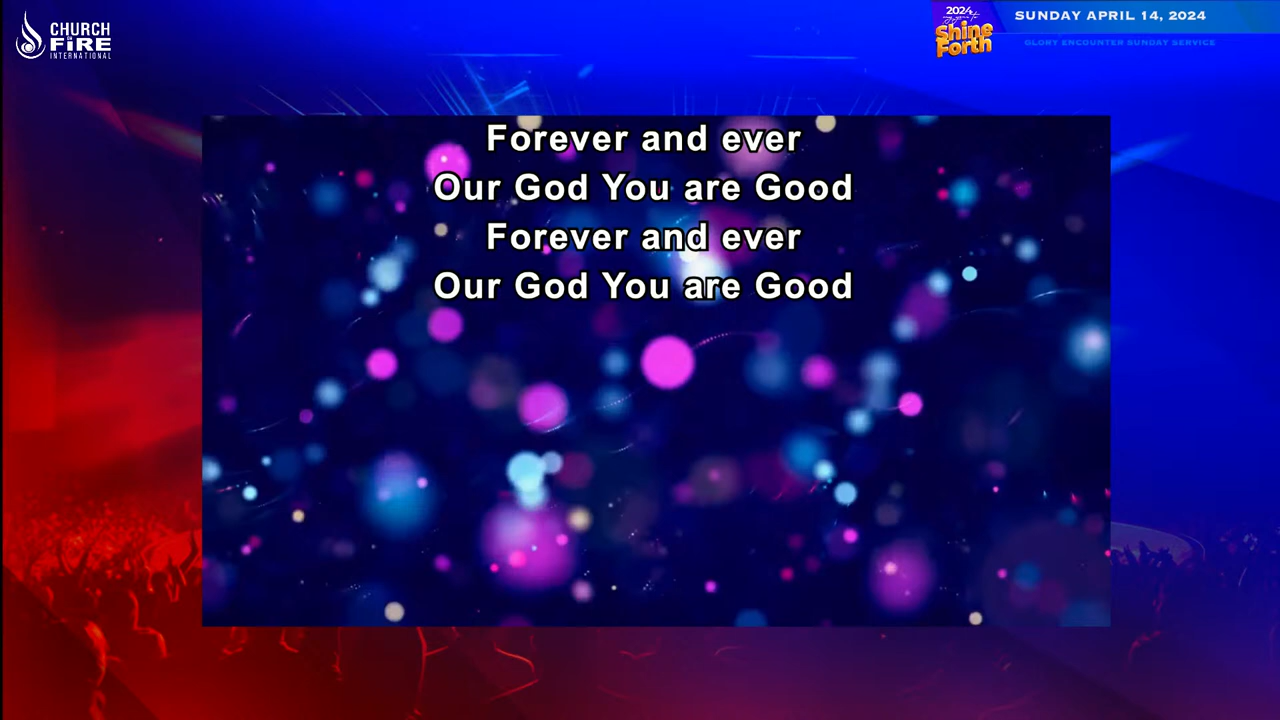 CHURCH
OF
FIRE
INTERNATIONAL
2024
Shine
Forth
SUNDAY APRIL 14, 2024
GLORY ENCOUNTER SUNDAY SERVICE
Forever and ever
Our God You are Good
Forever and ever
Our God You are Good